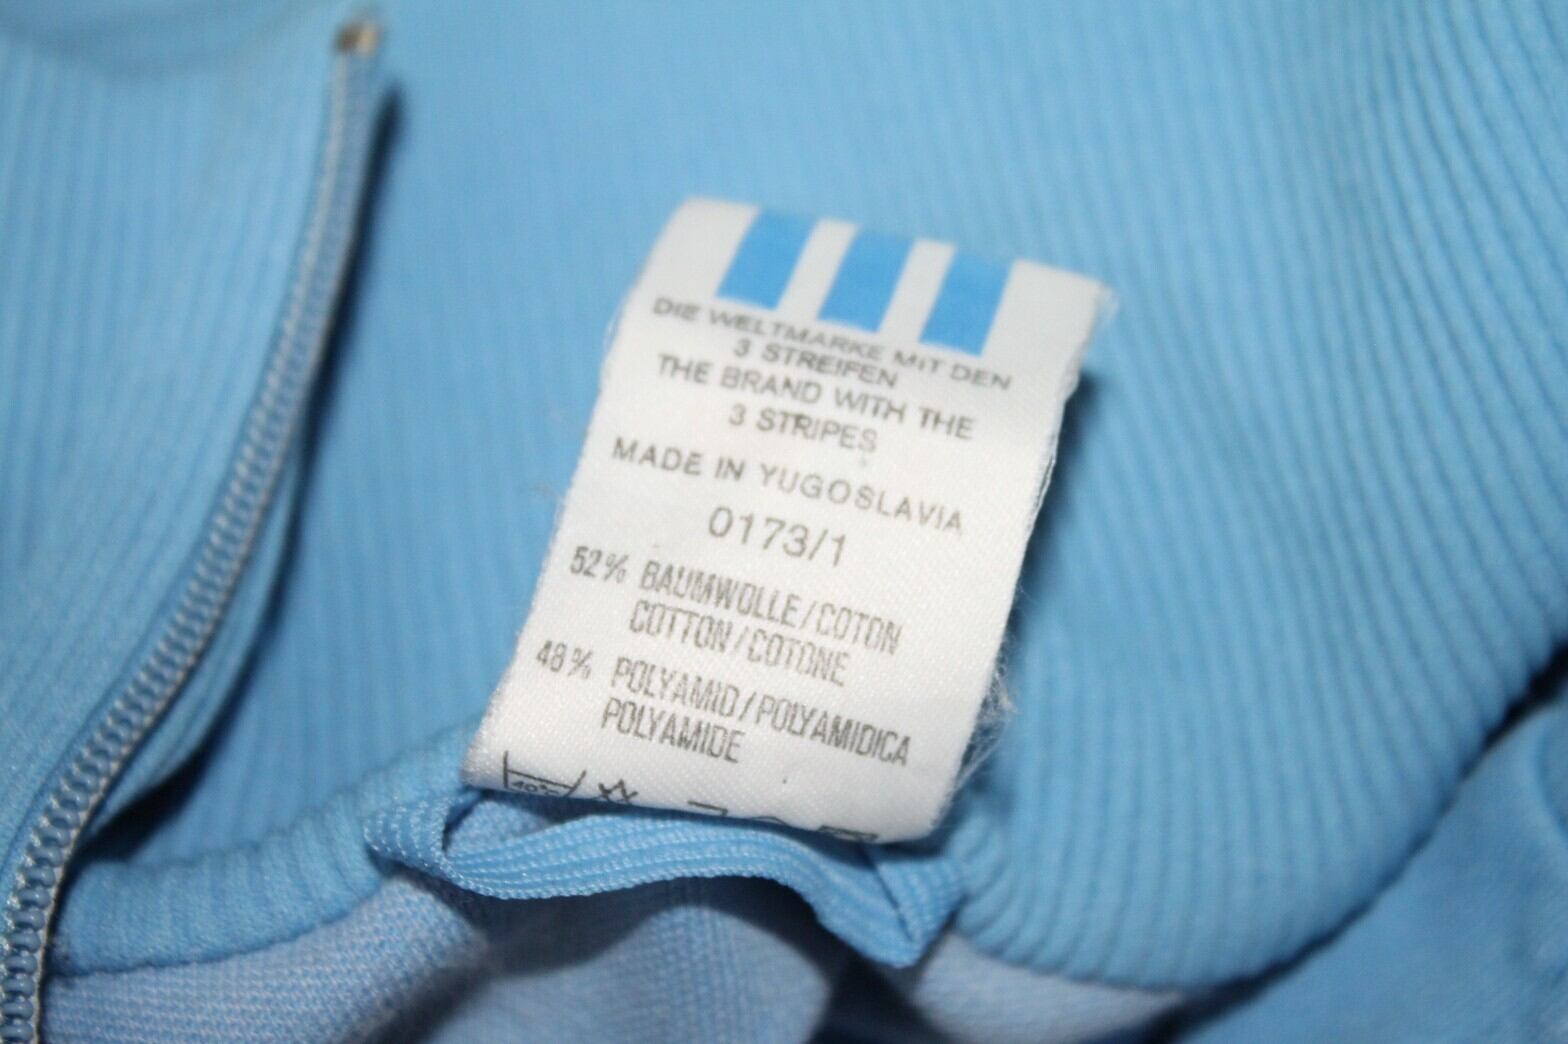 DIE WELTMARKE MIT DEN
3 STREIFEN
THE BRAND WITH THE
3 STRIPES
MADE IN YUGOSLAVIA
0173/1
52% BAUMWOLLE/COTON
COTTON/COTONE
48% POLYAMID/POLYAMIDICA
POLYAMIDE